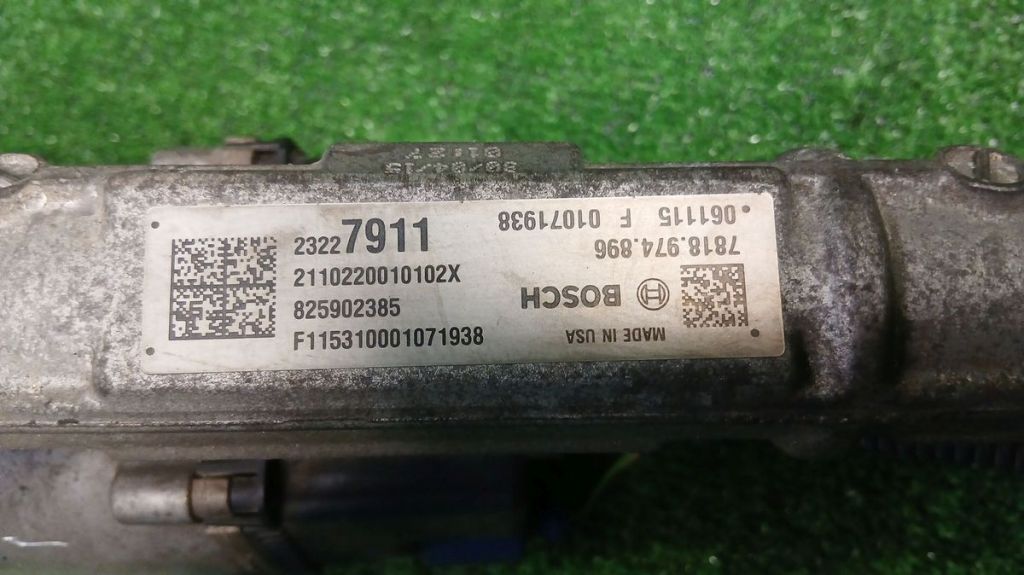 23227911
2110220010102X
825902385
F115310001071938
061115 F 01071938
7818.974.896
BOSCH
MADE IN USA